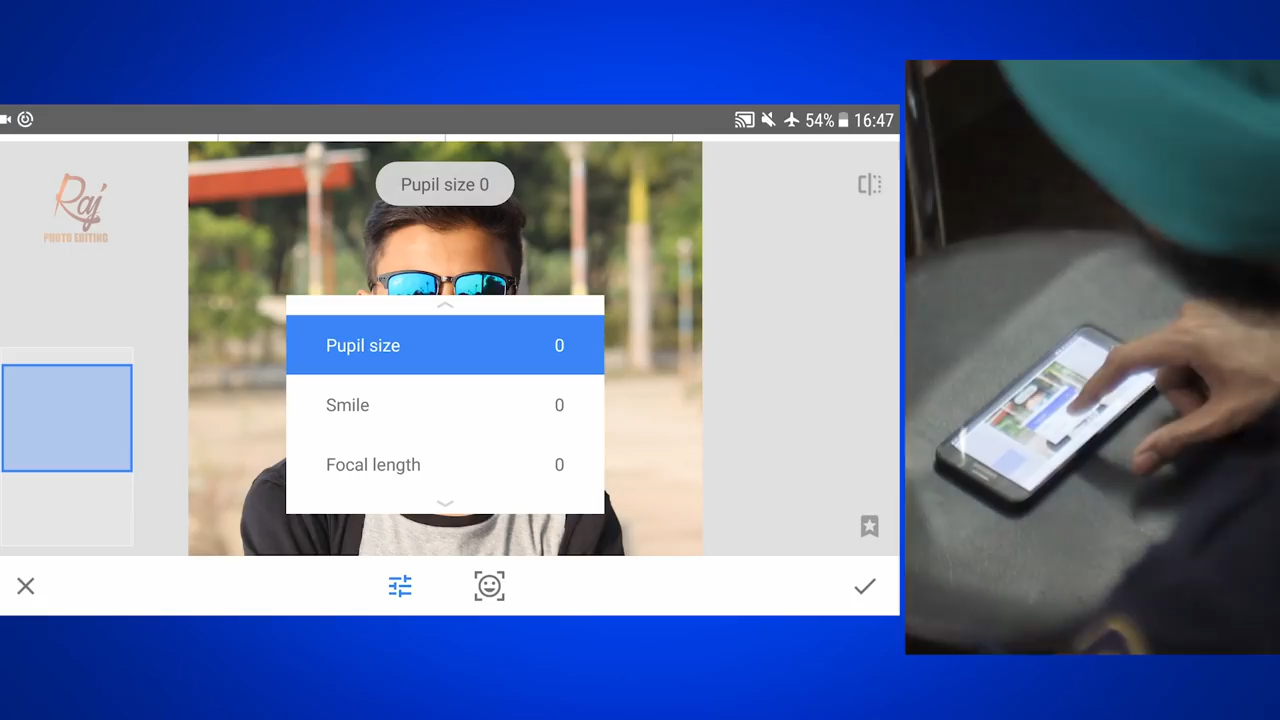 54% 16:47
Raj
PHOTO EDITING
Pupil size 0
Pupil size 0
Smile 0
Focal length 0